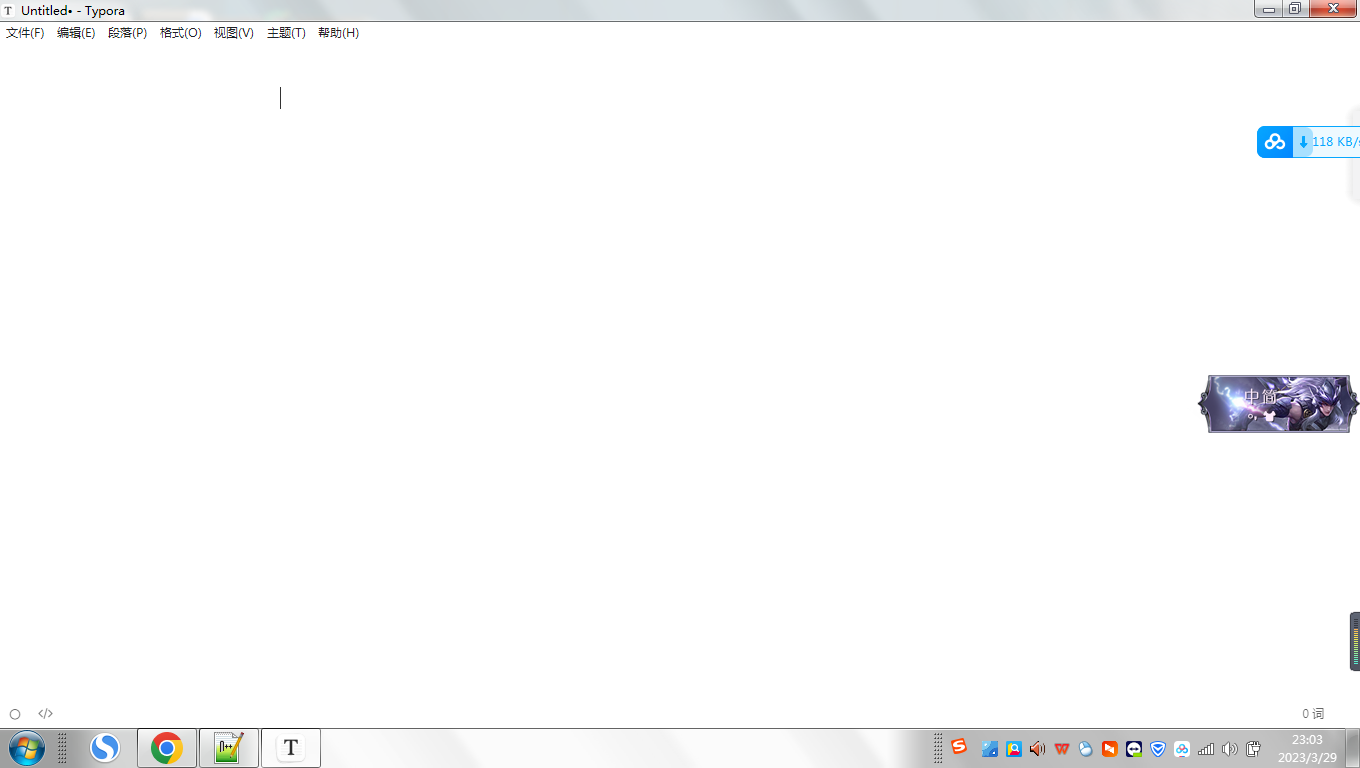 Untitled• - Typora
文件(F) 编辑(E) 段落(P) 格式(O) 视图(V) 主题(T) 帮助(H)
118 KB/s
中简
</>
0 词
N++
T
23:03
2023/3/29